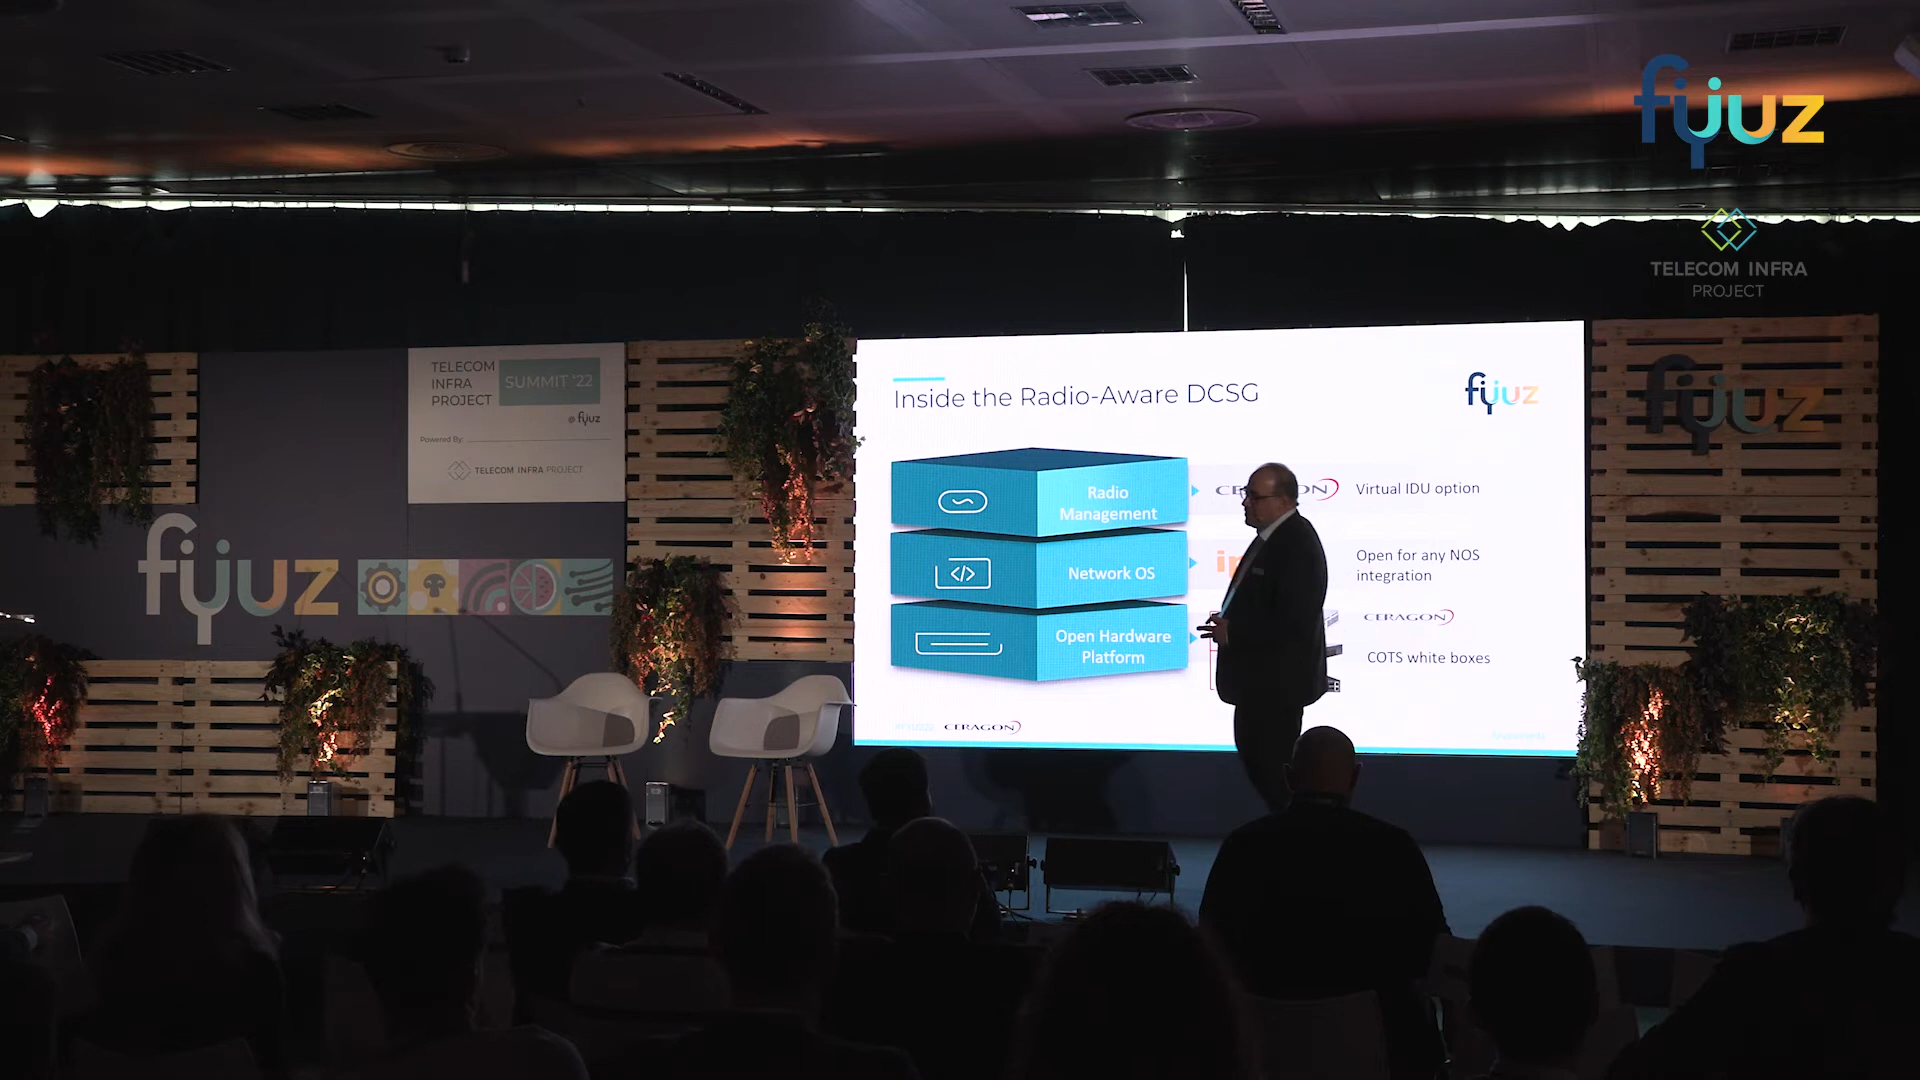 fyuz
TELECOM INFRA
PROJECT
TELECOM
INFRA
PROJECT
SUMMIT '22
@ fyuz
Powered By:
TELECOM INFRA PROJECT
fyuz
Inside the Radio-Aware DCSG
fyuz
Radio
Management
Virtual IDU option
Network OS
Open for any NOS
integration
Open Hardware
Platform
CERAGON
COTS white boxes
CERAGON
fyuz